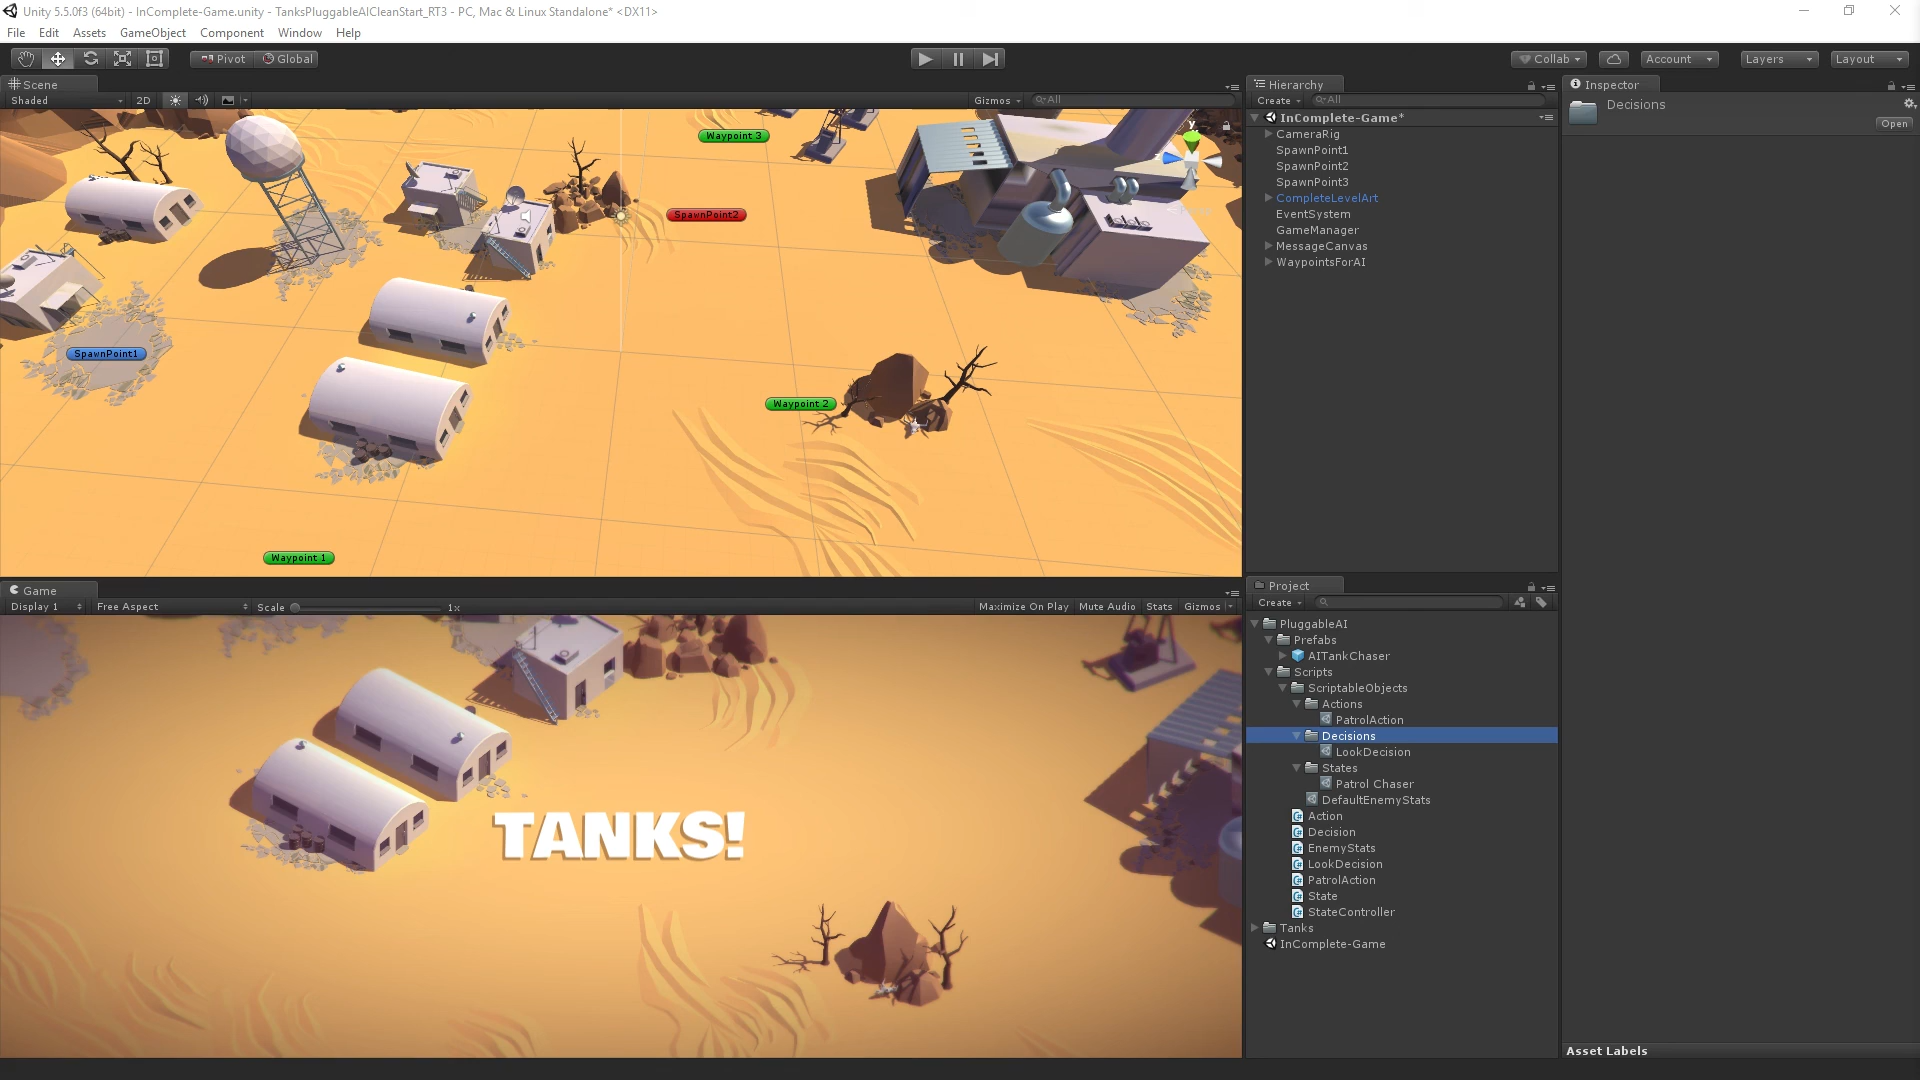 Unity 5.5.0f3 (64bit) - InComplete-Game.unity - TanksPluggableAICleanStart_RT3 - PC, Mac & Linux Standalone* <DX11>
File Edit Assets GameObject Component Window Help
Pivot Global
Collab Account Layers Layout
Scene
Shaded 2D Gizmos All
Waypoint 3
SpawnPoint2
SpawnPoint1
Waypoint 2
Waypoint 1
y
Game
Display 1 Free Aspect Scale 1x Maximize On Play Mute Audio Stats Gizmos
TANKS!
Hierarchy
Create All
InComplete-Game*
CameraRig
SpawnPoint1
SpawnPoint2
SpawnPoint3
CompleteLevelArt
EventSystem
GameManager
MessageCanvas
WaypointsForAI
Project
Create
PluggableAI
Prefabs
AITankChaser
Scripts
ScriptableObjects
Actions
PatrolAction
Decisions
LookDecision
States
Patrol Chaser
DefaultEnemyStats
Action
Decision
EnemyStats
LookDecision
PatrolAction
State
StateController
Tanks
InComplete-Game
Inspector
Decisions
Open
Asset Labels